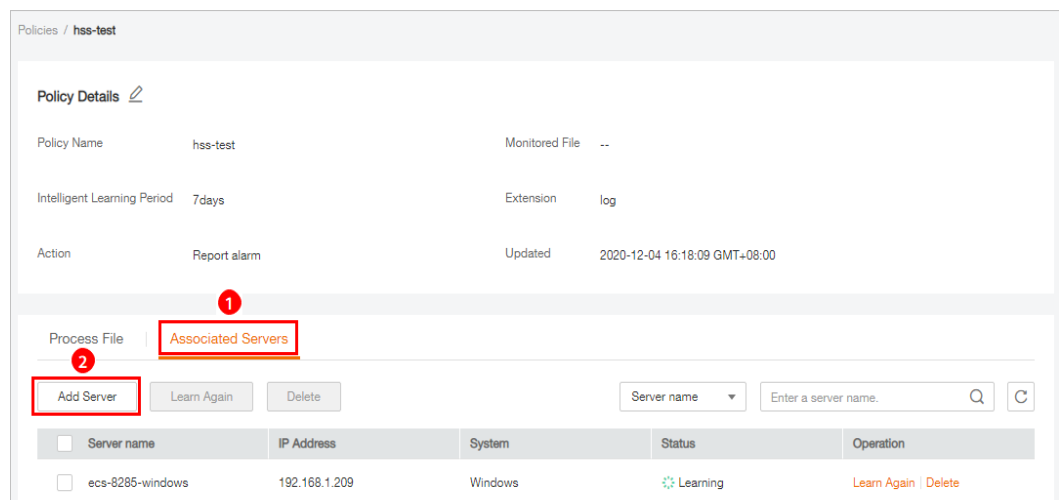 Policies / hss-test
Policy Details
Policy Name hss-test Monitored File --
Intelligent Learning Period 7days Extension log
Action Report alarm Updated 2020-12-04 16:18:09 GMT+08:00
1
Process File Associated Servers
2
Add Server Learn Again Delete Server name Enter a server name.
Server name IP Address System Status Operation
ecs-8285-windows 192.168.1.209 Windows Learning Learn Again Delete